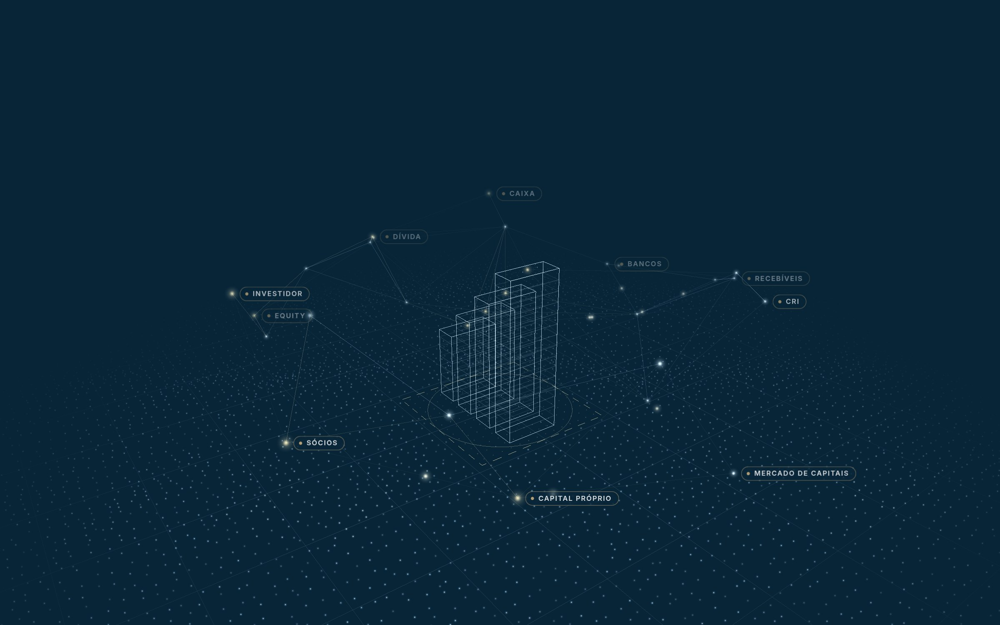 CAIXA
DÍVIDA
BANCOS
RECEBÍVEIS
INVESTIDOR
CRI
EQUITY
SÓCIOS
MERCADO DE CAPITAIS
CAPITAL PRÓPRIO